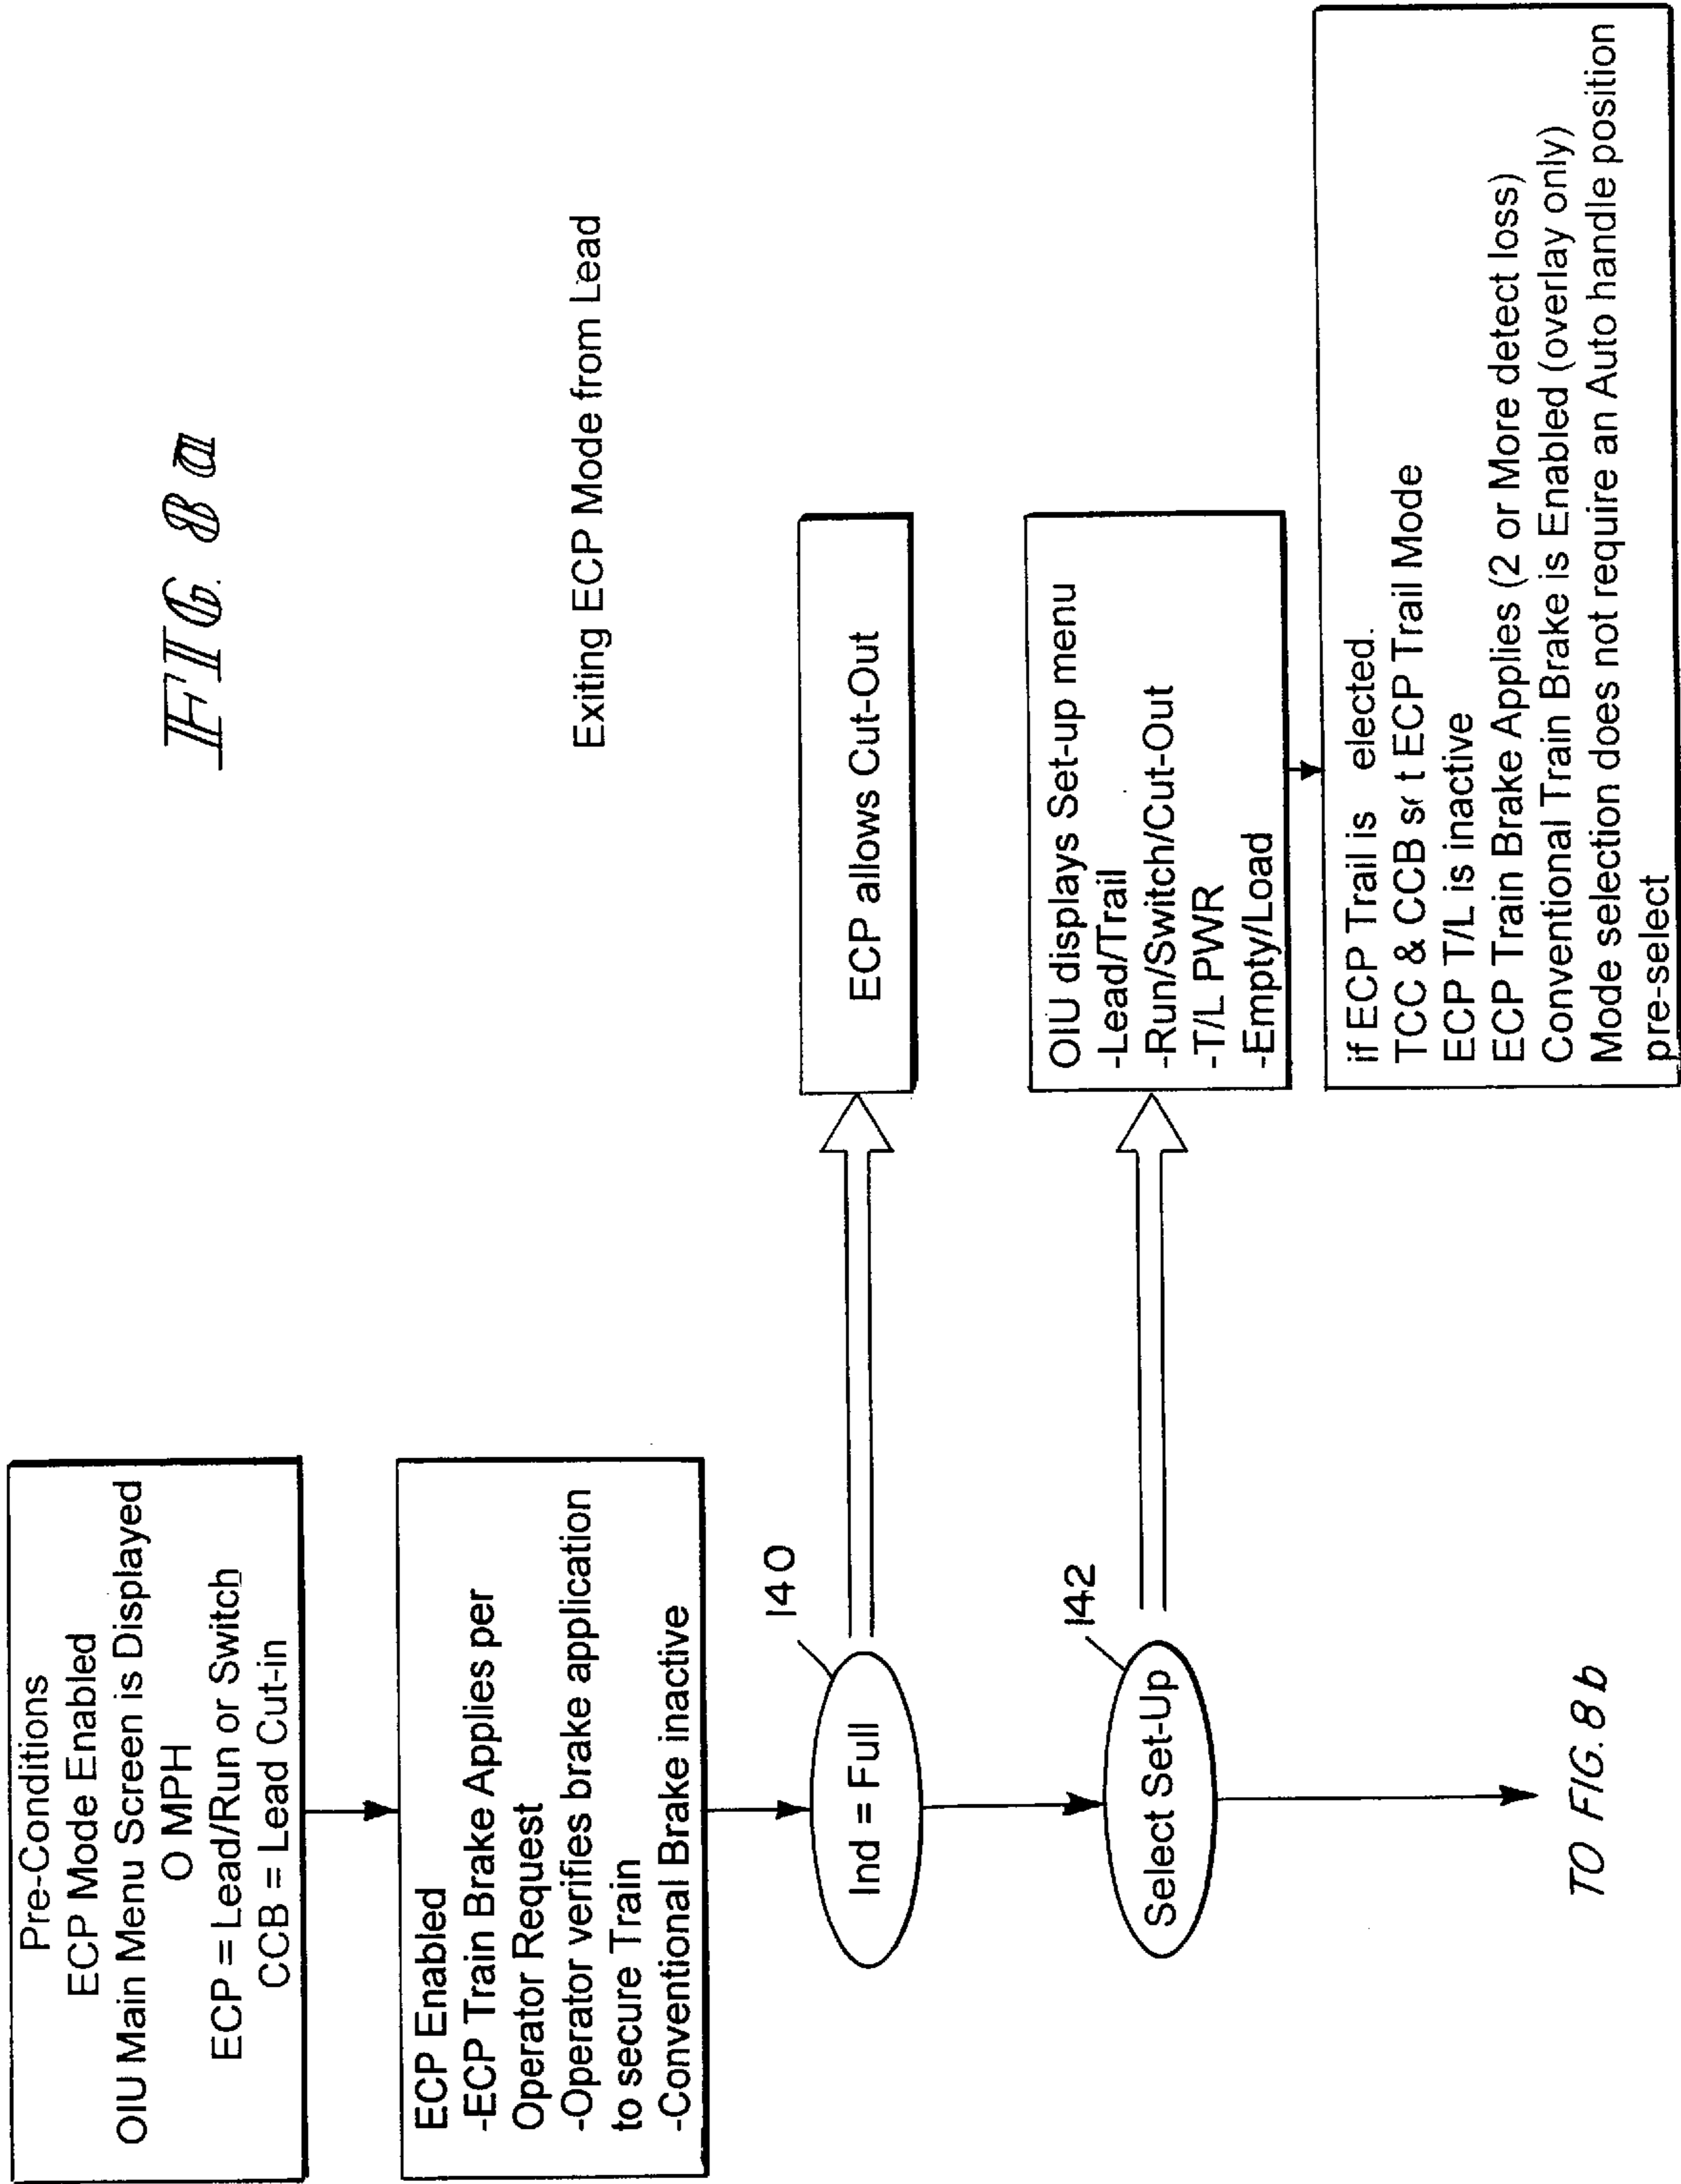 FIG. 8a
Exiting ECP Mode from Lead
Pre-Conditions
ECP Mode Enabled
OIU Main Menu Screen is Displayed
O MPH
ECP = Lead/Run or Switch
CCB = Lead Cut-in
ECP Enabled
-ECP Train Brake Applies per
Operator Request
-Operator verifies brake application
to secure Train
-Conventional Brake inactive
140
Ind = Full
ECP allows Cut-Out
142
Select Set-Up
OIU displays Set-up menu
-Lead/Trail
-Run/Switch/Cut-Out
-T/L PWR
-Empty/Load
if ECP Trail is elected.
TCC & CCB ECP Trail Mode
ECP T/L is inactive
ECP Train Brake Applies (2 or More detect loss)
Conventional Train Brake is Enabled (overlay only)
Mode selection does not require an Auto handle position
pre-select
TO FIG. 8b